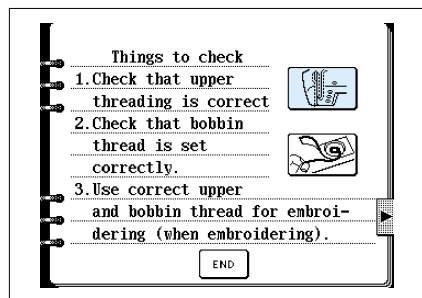 Things to check
1.Check that upper
threading is correct
2.Check that bobbin
thread is set
correctly.
3.Use correct upper
and bobbin thread for embroi-
dering (when embroidering).
END